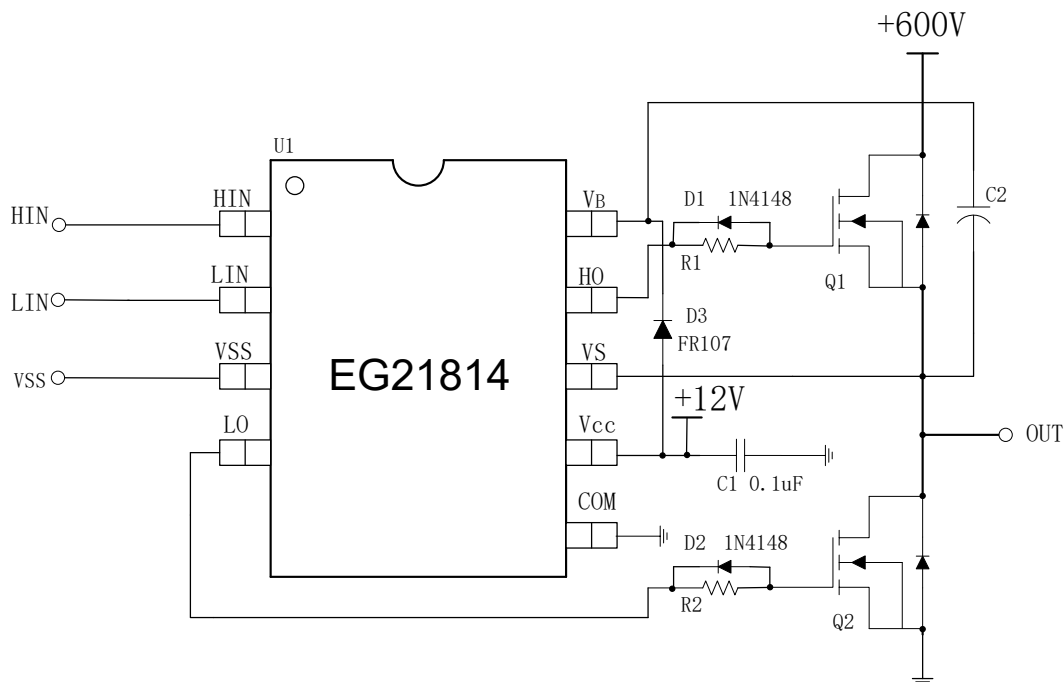 +600V
U1
HIN
HIN
VB
D1 1N4148
C2
R1
Q1
LIN
LIN
HO
D3
FR107
VSS
VSS
VS
EG21814
+12V
LO
Vcc
OUT
C1 0.1uF
COM
D2 1N4148
R2
Q2